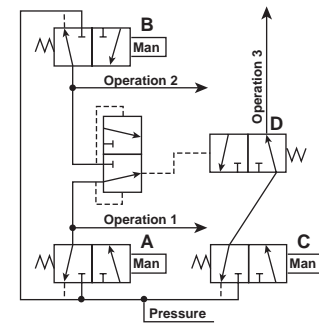 B
Man
Operation 2
Operation 3
D
Operation 1
A
Man
C
Man
Pressure